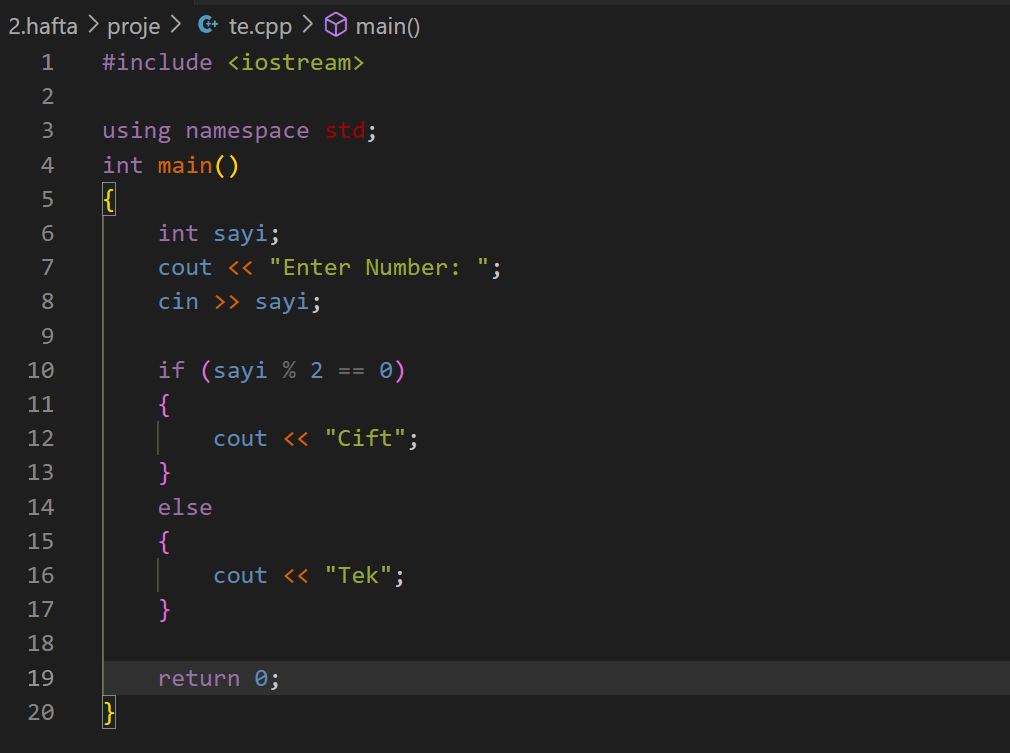 2.hafta > proje > te.cpp > main()
1 #include <iostream>
2
3 using namespace std;
4 int main()
5 {
6     int sayi;
7     cout << "Enter Number: ";
8     cin >> sayi;
9
10     if (sayi % 2 == 0)
11     {
12         cout << "Cift";
13     }
14     else
15     {
16         cout << "Tek";
17     }
18
19     return 0;
20 }